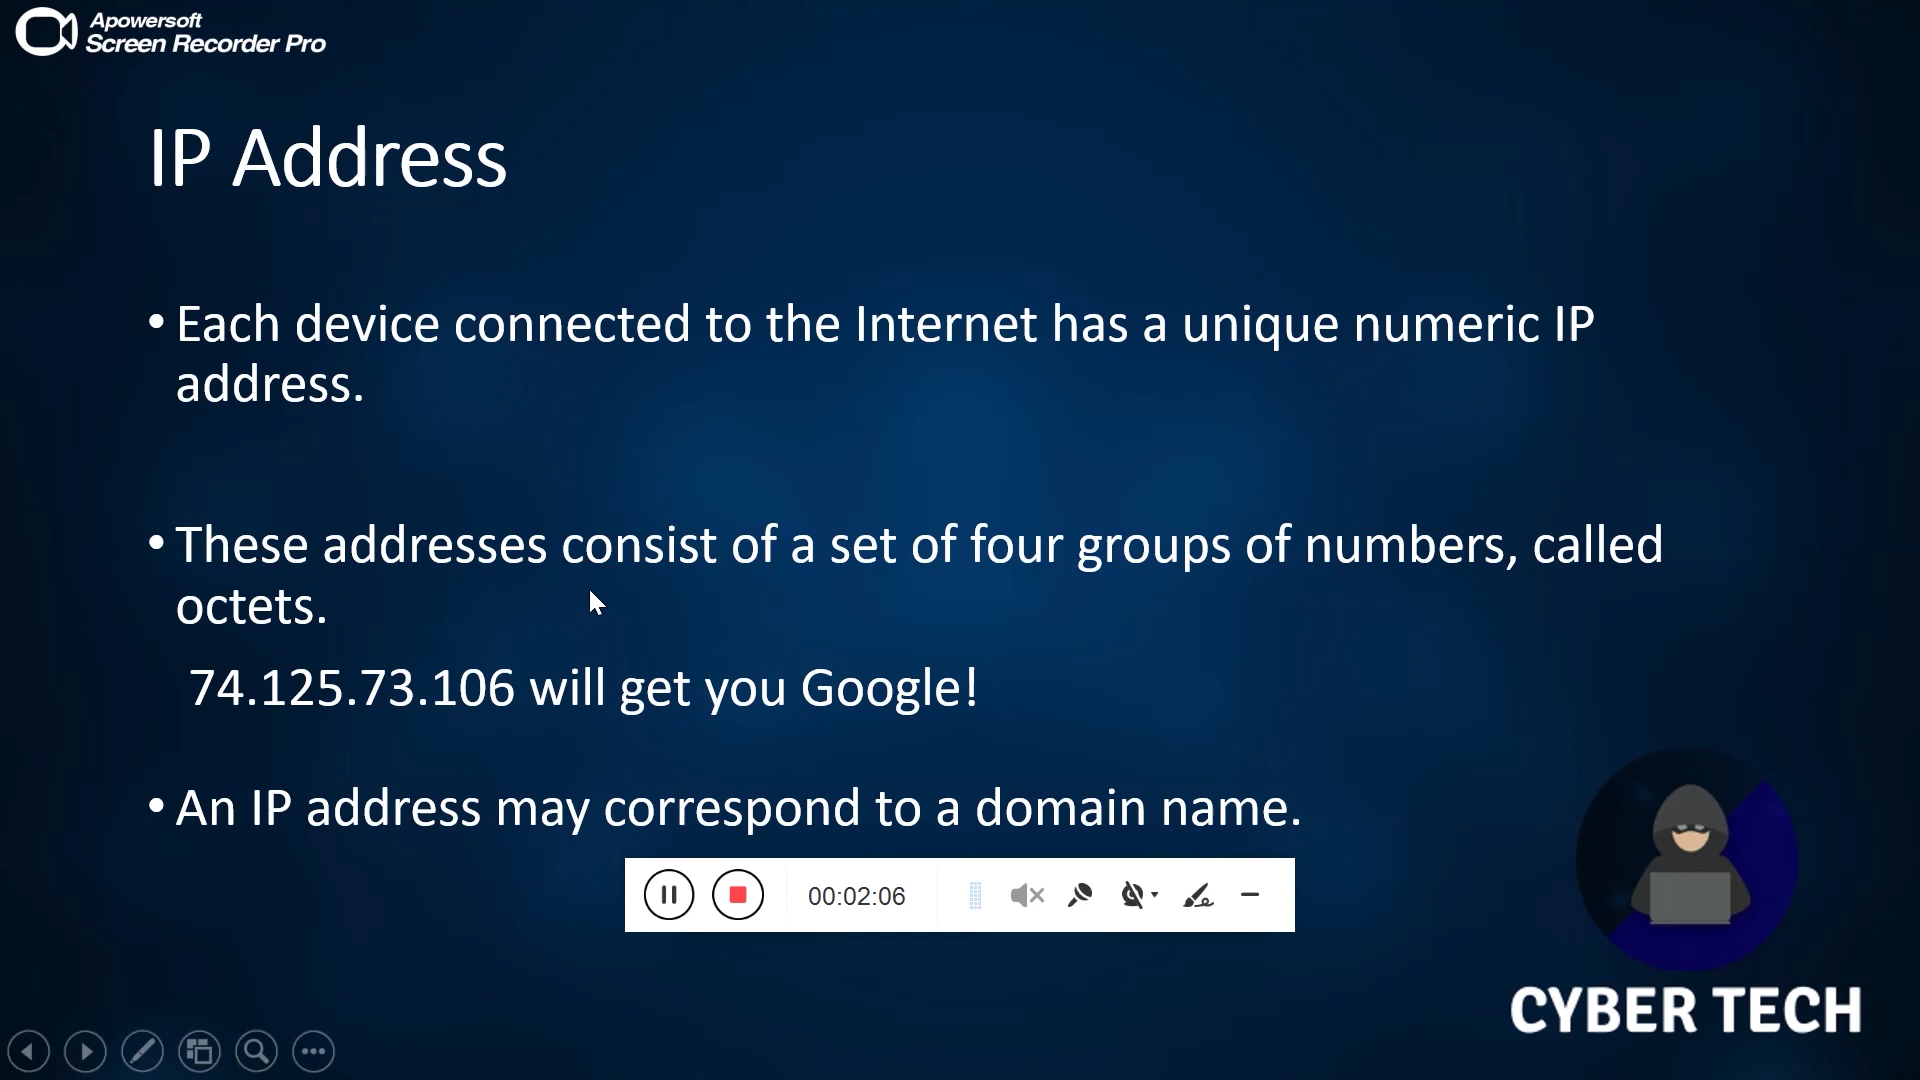 Apowersoft
Screen Recorder Pro
IP Address
• Each device connected to the Internet has a unique numeric IP
address.
• These addresses consist of a set of four groups of numbers, called
octets.
74.125.73.106 will get you Google!
• An IP address may correspond to a domain name.
00:02:06
CYBER TECH